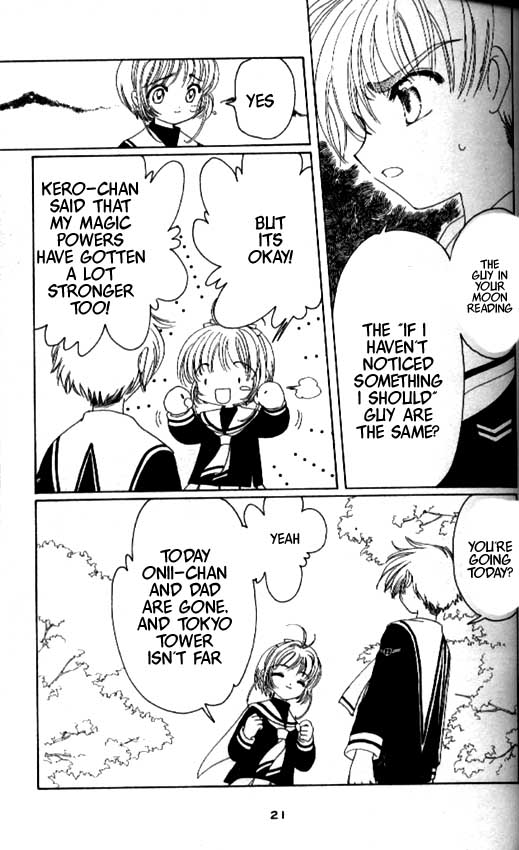 THE
GUY IN
YOUR
MOON
READING
THE "IF I
HAVEN'T
NOTICED
SOMETHING
I SHOULD"
GUY ARE
THE SAME?
YES
BUT
ITS
OKAY!
KERO-CHAN
SAID THAT
MY MAGIC
POWERS
HAVE GOTTEN
A LOT
STRONGER
TOO!
YOU'RE
GOING
TODAY?
YEAH
TODAY
ONII-CHAN
AND DAD
ARE GONE,
AND TOKYO
TOWER
ISN'T FAR
21